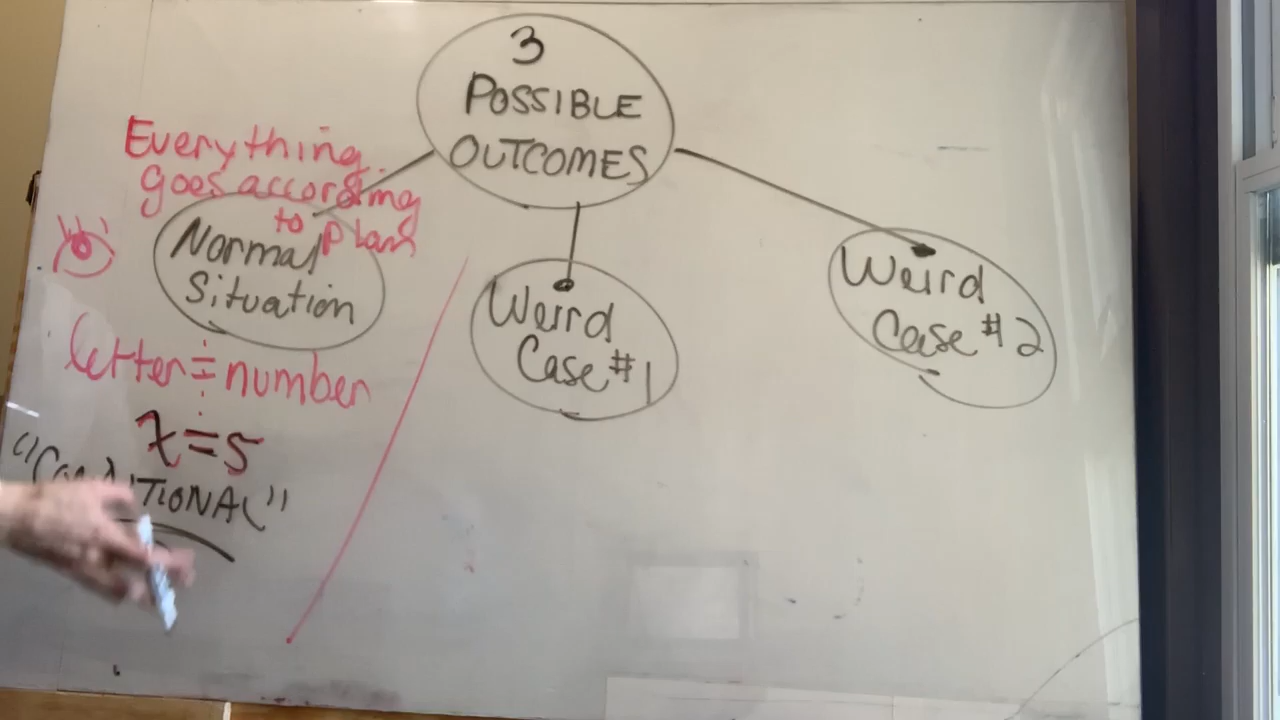 3
POSSIBLE
OUTCOMES
Everything
goes according
to plan
Normal
Situation
letter = number
x = 5
"CONDITIONAL"
Weird
Case #1
Weird
Case #2